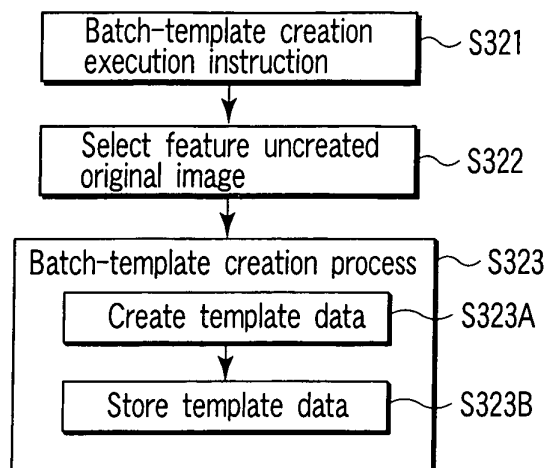 Batch-template creation
execution instruction
S321
Select feature uncreated
original image
S322
Batch-template creation process
S323
Create template data
S323A
Store template data
S323B